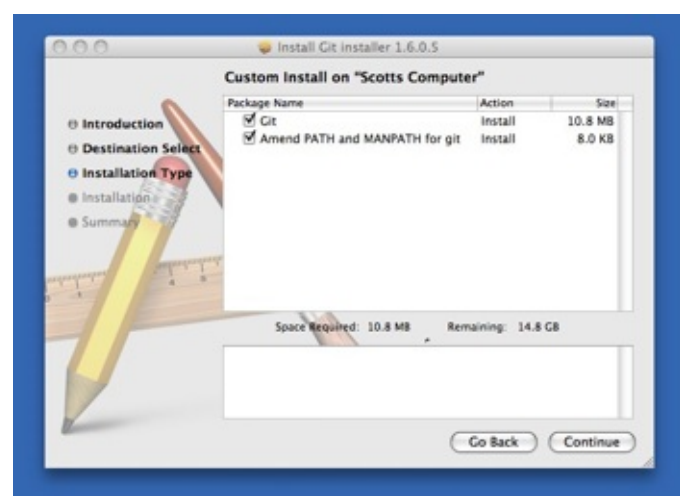 Install Git installer 1.6.0.5
Custom Install on "Scotts Computer"
Introduction
Destination Select
Installation Type
Installation
Summary
Package Name Action Size
Git Install 10.8 MB
Amend PATH and MANPATH for git Install 8.0 KB
Space Required: 10.8 MB Remaining: 14.8 GB
Go Back Continue